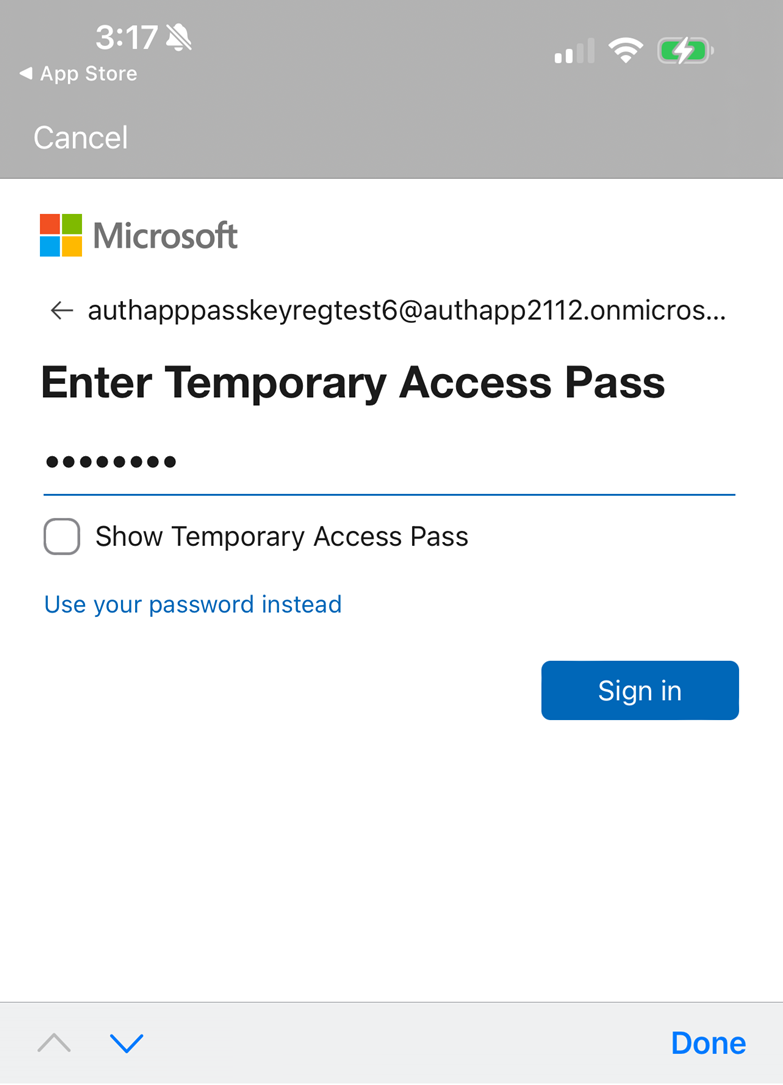 3:17
◀ App Store
Cancel
Microsoft
← authapppasskeyregtest6@authapp2112.onmicros...
Enter Temporary Access Pass
••••••••
Show Temporary Access Pass
Use your password instead
Sign in
Done